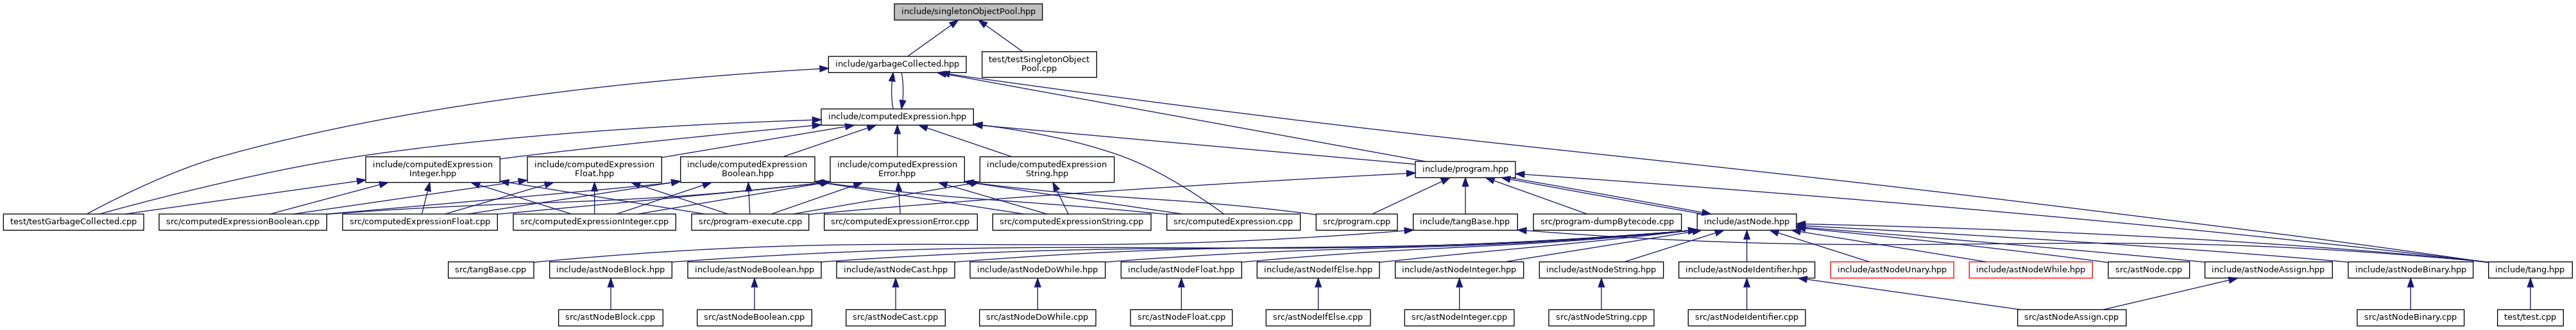 include/singletonObjectPool.hpp
include/garbageCollected.hpp
test/testSingletonObject
Pool.cpp
include/computedExpression.hpp
include/computedExpression
Integer.hpp
include/computedExpression
Float.hpp
include/computedExpression
Boolean.hpp
include/computedExpression
Error.hpp
include/computedExpression
String.hpp
include/program.hpp
test/testGarbageCollected.cpp
src/computedExpressionBoolean.cpp
src/computedExpressionFloat.cpp
src/computedExpressionInteger.cpp
src/program-execute.cpp
src/computedExpressionError.cpp
src/computedExpressionString.cpp
src/computedExpression.cpp
src/program.cpp
include/tangBase.hpp
src/program-dumpBytecode.cpp
include/astNode.hpp
src/tangBase.cpp
include/astNodeBlock.hpp
include/astNodeBoolean.hpp
include/astNodeCast.hpp
include/astNodeDoWhile.hpp
include/astNodeFloat.hpp
include/astNodeIfElse.hpp
include/astNodeInteger.hpp
include/astNodeString.hpp
include/astNodeIdentifier.hpp
include/astNodeUnary.hpp
include/astNodeWhile.hpp
src/astNode.cpp
include/astNodeAssign.hpp
include/astNodeBinary.hpp
include/tang.hpp
src/astNodeBlock.cpp
src/astNodeBoolean.cpp
src/astNodeCast.cpp
src/astNodeDoWhile.cpp
src/astNodeFloat.cpp
src/astNodeIfElse.cpp
src/astNodeInteger.cpp
src/astNodeString.cpp
src/astNodeIdentifier.cpp
src/astNodeAssign.cpp
src/astNodeBinary.cpp
test/test.cpp